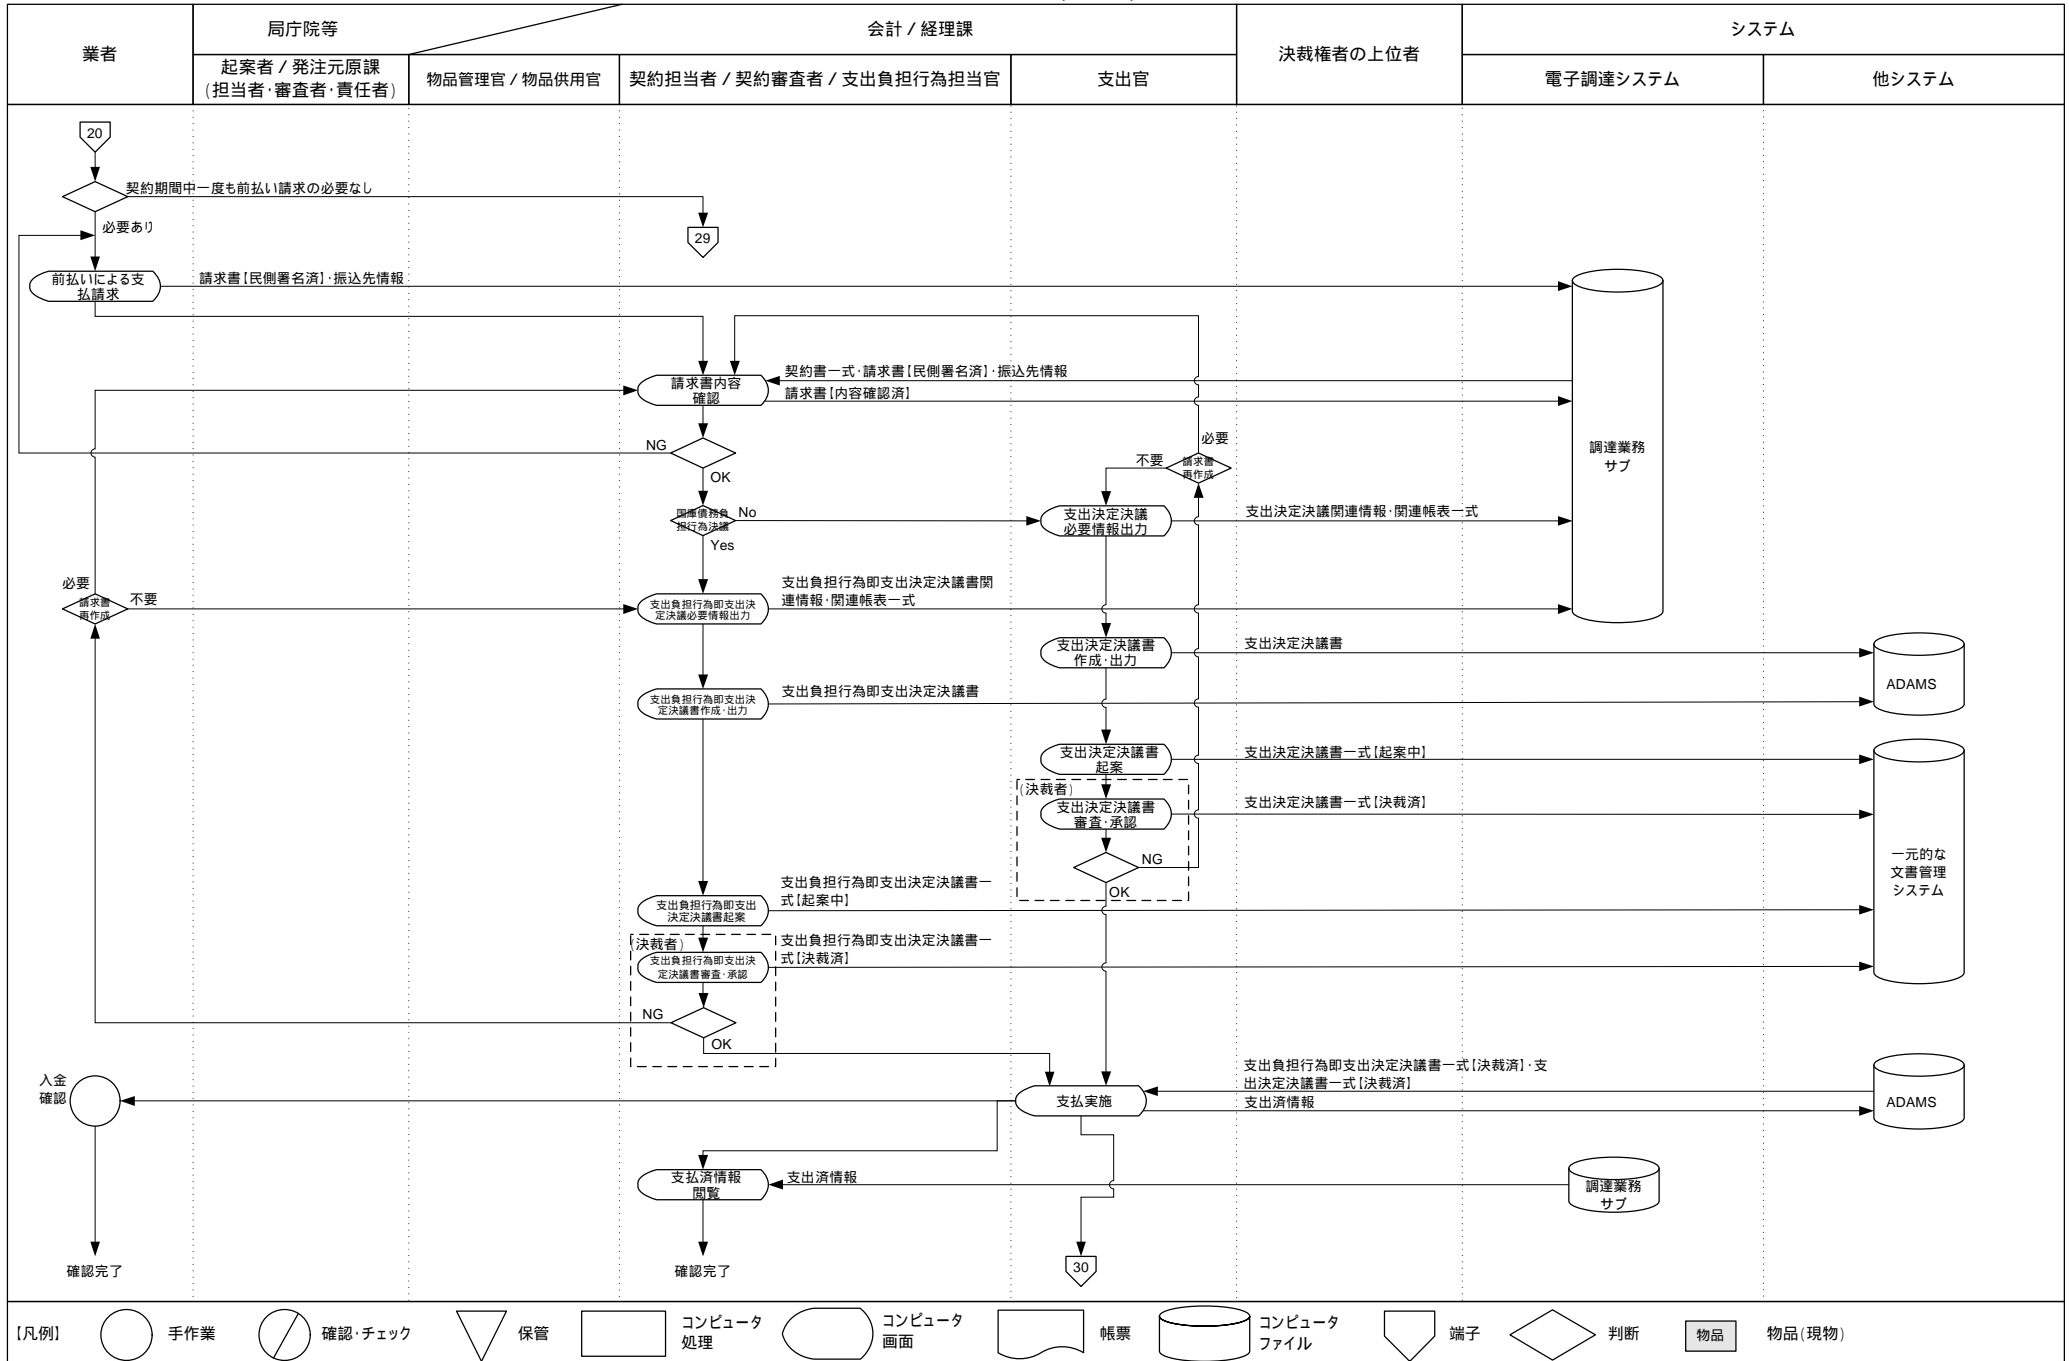 業者
局庁院等
会計 / 経理課
決裁権者の上位者
システム
起案者 / 発注元原課
(担当者・審査者・責任者)
物品管理官 / 物品供用官
契約担当者 / 契約審査者 / 支出負担行為担当官
支出官
電子調達システム
他システム
20
契約期間中一度も前払い請求の必要なし
必要あり
29
前払いによる支
払請求
請求書【民側署名済】・振込先情報
請求書内容
確認
契約書一式・請求書【民側署名済】・振込先情報
請求書【内容確認済】
NG
OK
必要
不要
請求書
再作成
調達業務
サブ
国庫債務負
担行為決議
No
Yes
支出決定決議
必要情報出力
支出決定決議関連情報・関連帳表一式
必要
請求書
再作成
不要
支出負担行為即支出決
定決議必要情報出力
支出負担行為即支出決定決議書関
連情報・関連帳表一式
支出決定決議書
作成・出力
支出決定決議書
支出負担行為即支出決
定決議書作成・出力
支出負担行為即支出決定決議書
ADAMS
支出決定決議書
起案
支出決定決議書一式【起案中】
(決裁者)
支出決定決議書
審査・承認
支出決定決議書一式【決裁済】
NG
OK
一元的な
文書管理
システム
支出負担行為即支出
決定決議書起案
支出負担行為即支出決定決議書一
式【起案中】
(決裁者)
支出負担行為即支出決
定決議書審査・承認
支出負担行為即支出決定決議書一
式【決裁済】
NG
OK
入金
確認
支払実施
支出負担行為即支出決定決議書一式【決裁済】・支
出決定決議書一式【決裁済】
支出済情報
ADAMS
支払済情報
閲覧
支出済情報
調達業務
サブ
確認完了
確認完了
30
【凡例】
手作業
確認・チェック
保管
コンピュータ
処理
コンピュータ
画面
帳票
コンピュータ
ファイル
端子
判断
物品
物品(現物)